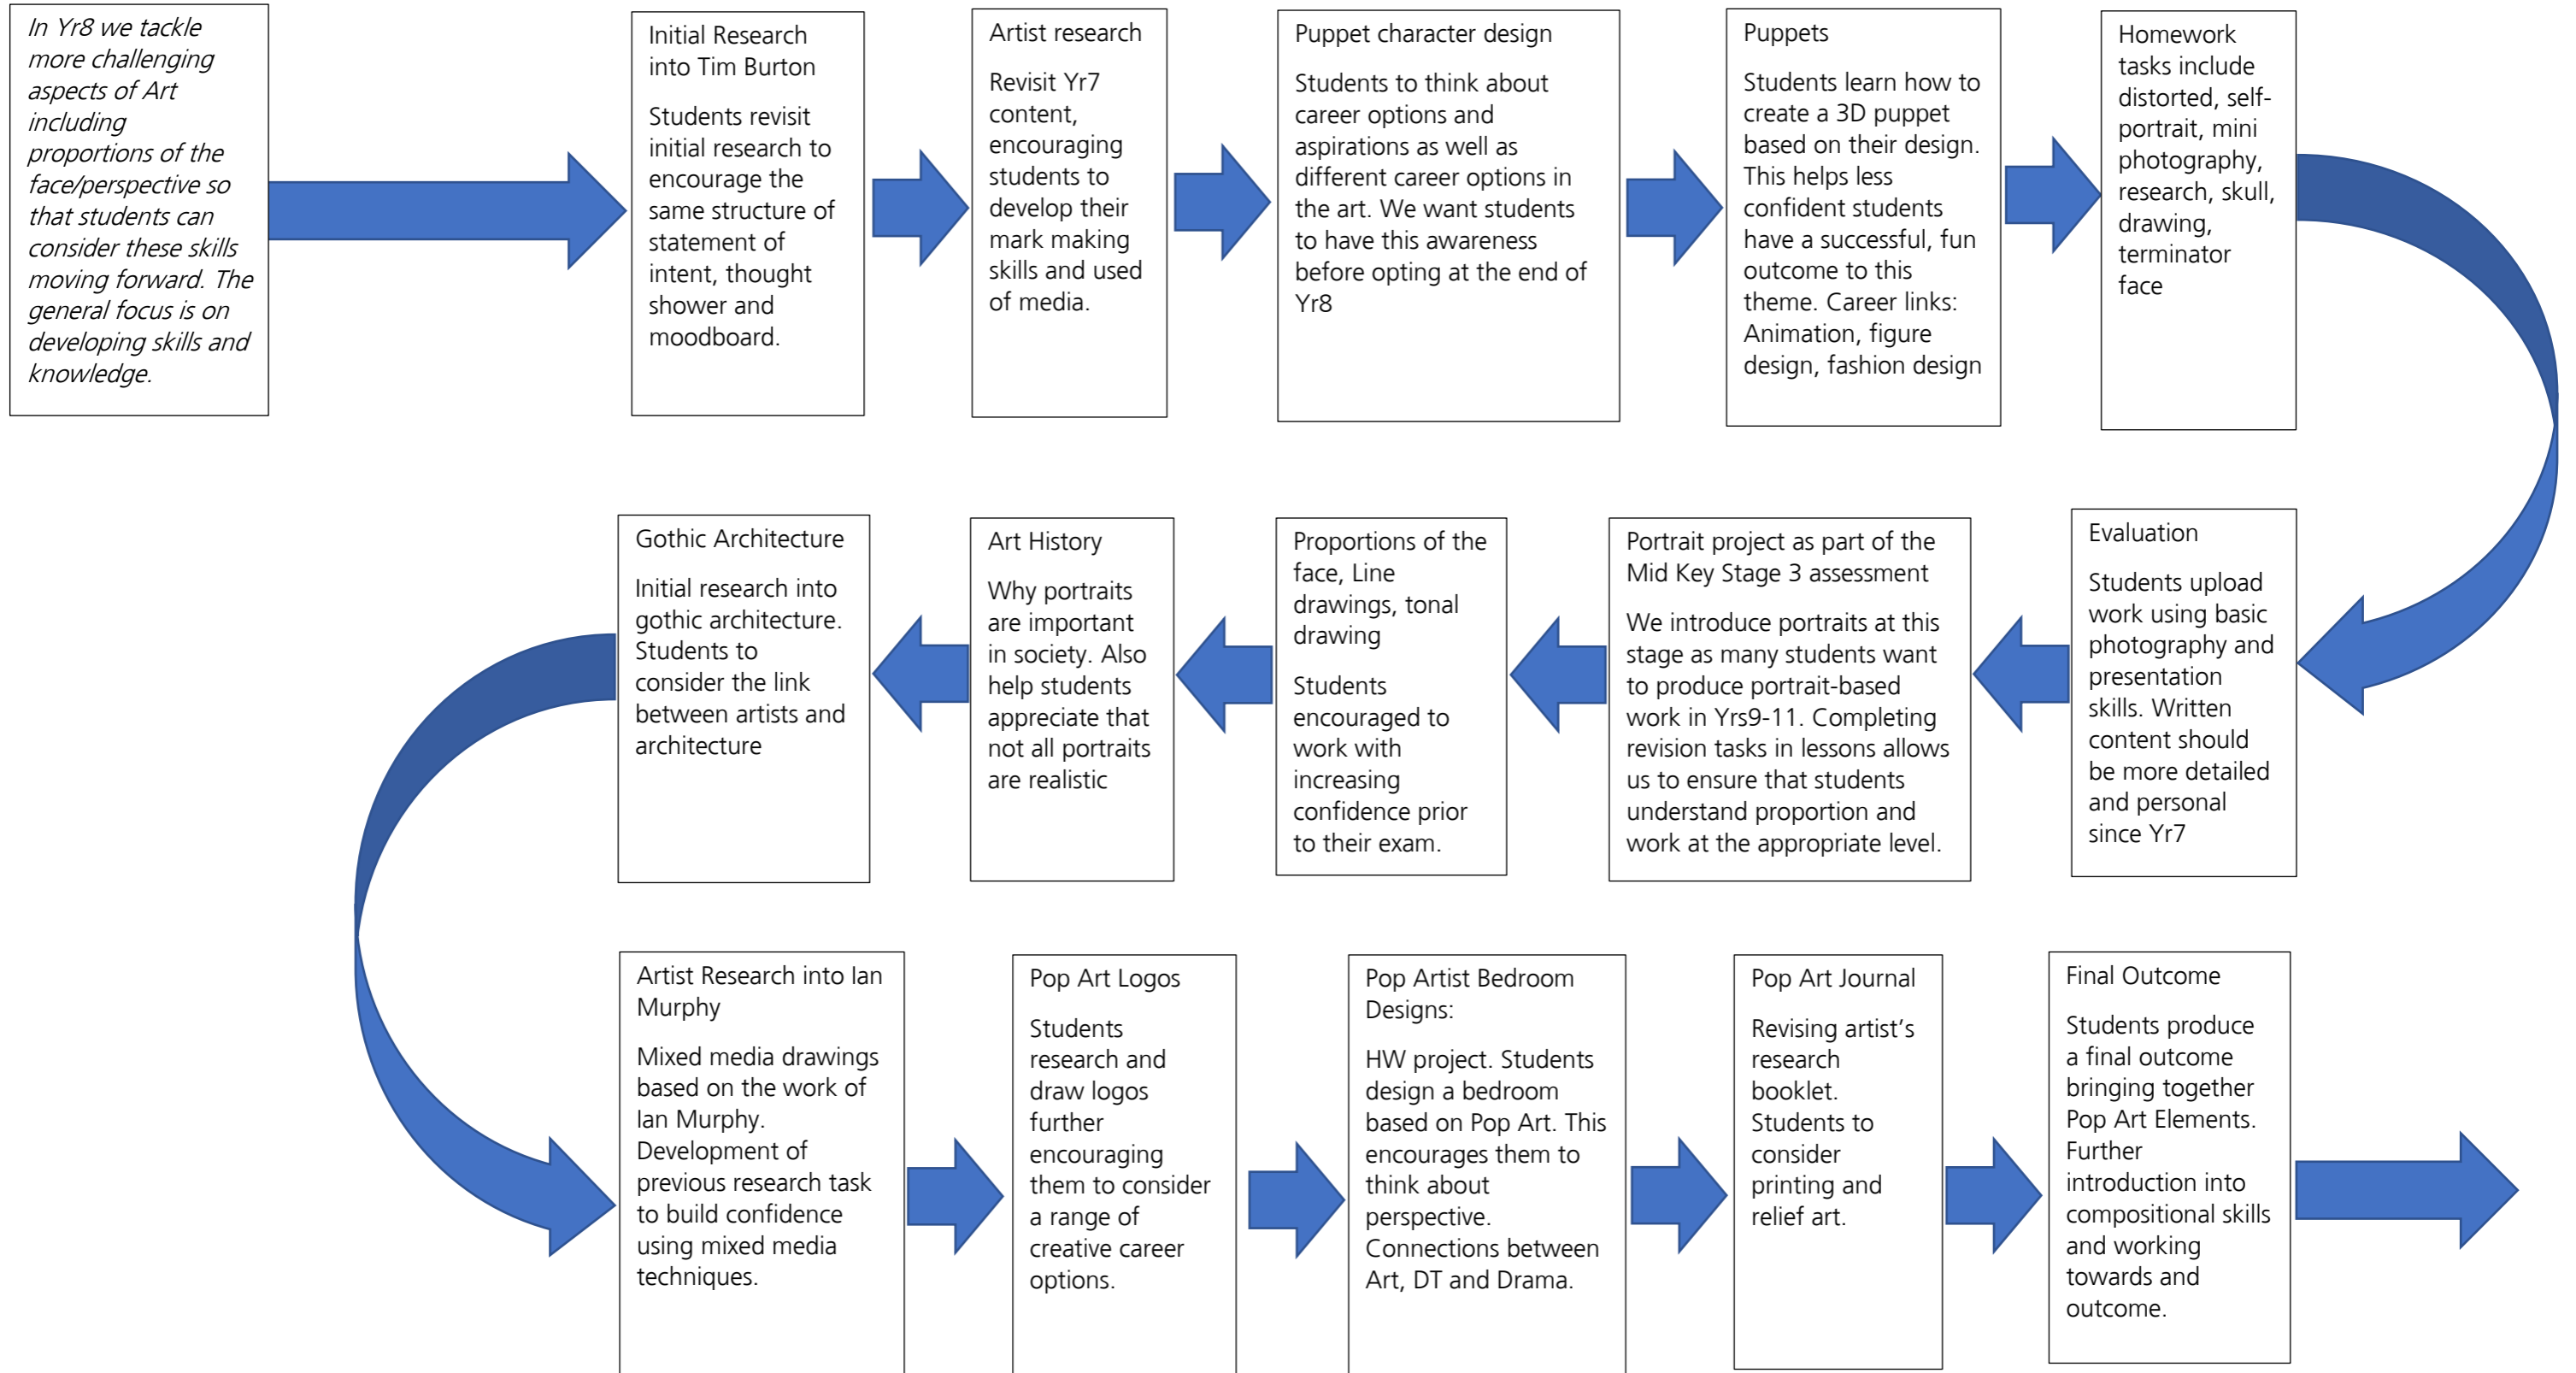 In Yr8 we tackle
more challenging
aspects of Art
including
proportions of the
face/perspective so
that students can
consider these skills
moving forward. The
general focus is on
developing skills and
knowledge.
Initial Research
into Tim Burton
Students revisit
initial research to
encourage the
same structure of
statement of
intent, thought
shower and
moodboard.
Artist research
Revisit Yr7
content,
encouraging
students to
develop their
mark making
skills and used
of media.
Puppet character design
Students to think about
career options and
aspirations as well as
different career options in
the art. We want students
to have this awareness
before opting at the end of
Yr8
Puppets
Students learn how to
create a 3D puppet
based on their design.
This helps less
confident students
have a successful, fun
outcome to this
theme. Career links:
Animation, figure
design, fashion design
Homework
tasks include
distorted, self-
portrait, mini
photography,
research, skull,
drawing,
terminator
face
Evaluation
Students upload
work using basic
photography and
presentation
skills. Written
content should
be more detailed
and personal
since Yr7
Portrait project as part of the
Mid Key Stage 3 assessment
We introduce portraits at this
stage as many students want
to produce portrait-based
work in Yrs9-11. Completing
revision tasks in lessons allows
us to ensure that students
understand proportion and
work at the appropriate level.
Proportions of the
face, Line
drawings, tonal
drawing
Students
encouraged to
work with
increasing
confidence prior
to their exam.
Art History
Why portraits
are important
in society. Also
help students
appreciate that
not all portraits
are realistic
Gothic Architecture
Initial research into
gothic architecture.
Students to
consider the link
between artists and
architecture
Artist Research into Ian
Murphy
Mixed media drawings
based on the work of
Ian Murphy.
Development of
previous research task
to build confidence
using mixed media
techniques.
Pop Art Logos
Students
research and
draw logos
further
encouraging
them to consider
a range of
creative career
options.
Pop Artist Bedroom
Designs:
HW project. Students
design a bedroom
based on Pop Art. This
encourages them to
think about
perspective.
Connections between
Art, DT and Drama.
Pop Art Journal
Revising artist's
research
booklet.
Students to
consider
printing and
relief art.
Final Outcome
Students produce
a final outcome
bringing together
Pop Art Elements.
Further
introduction into
compositional skills
and working
towards and
outcome.